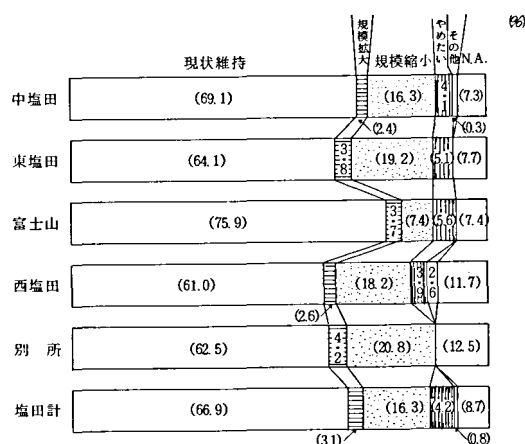 (%)
現状維持 規模拡大 規模縮小 やめたい その他 N.A.
中塩田 (69.1) (2.4) (16.3) 4.1 (0.3) (7.3)
東塩田 (64.1) 3.8 (19.2) (5.1) (7.7)
富士山 (75.9) 3.7 (7.4) (5.6) (7.4)
西塩田 (61.0) (2.6) (18.2) 3.9 2.6 (11.7)
別所 (62.5) 4.2 (20.8) (12.5)
塩田計 (66.9) (3.1) (16.3) (4.2) (0.8) (8.7)